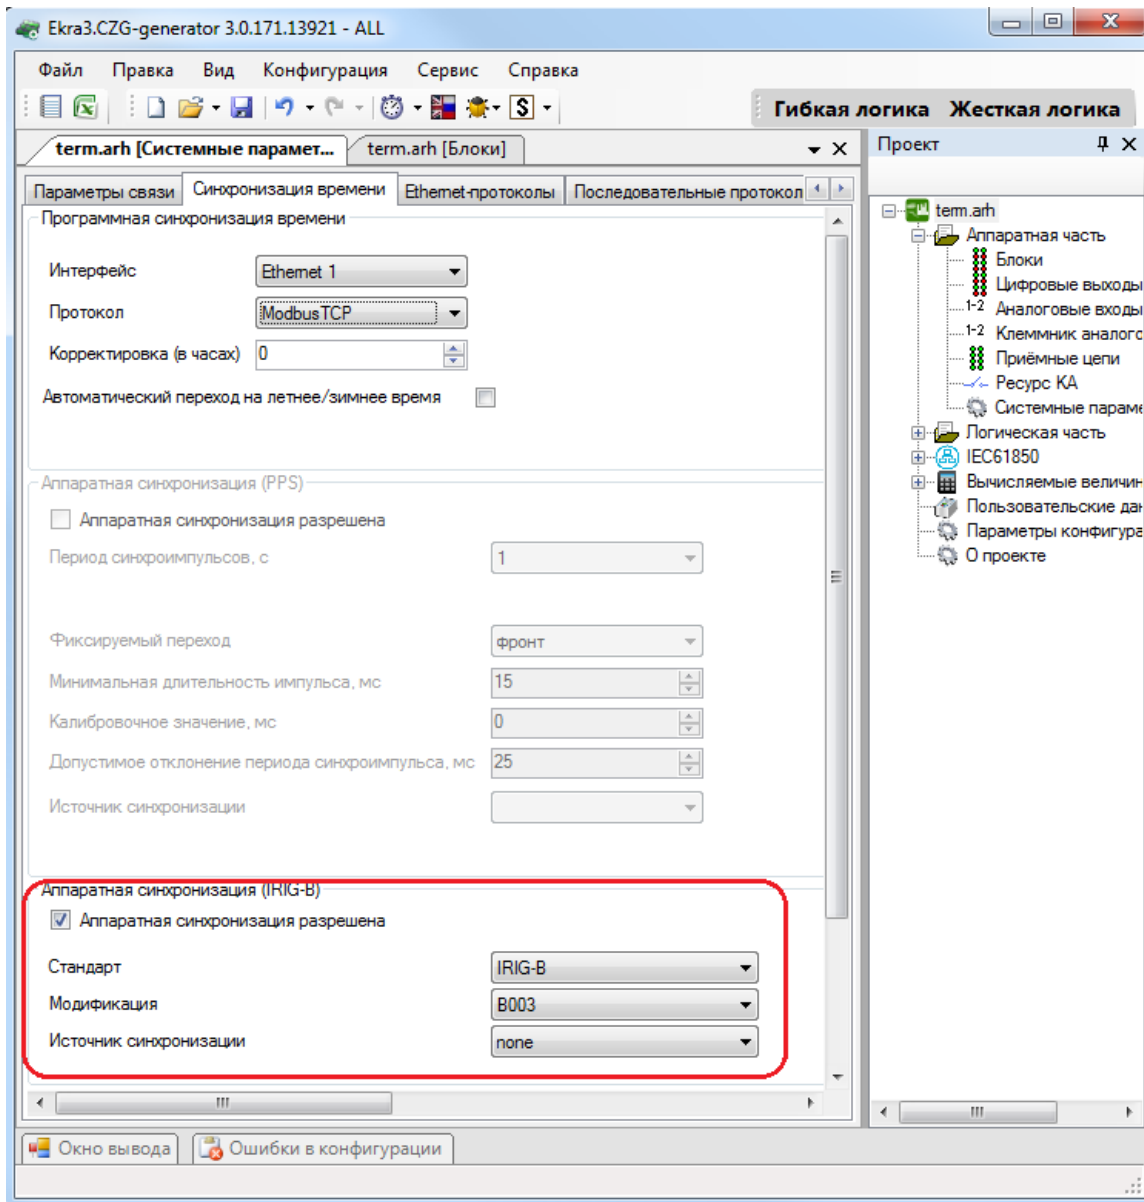 Ekra3.CZG-generator 3.0.171.13921 - ALL
Файл Правка Вид Конфигурация Сервис Справка
Гибкая логика Жесткая логика
term.arh [Системные парамет... term.arh [Блоки]
Параметры связи Синхронизация времени Ethernet-протоколы Последовательные протокол
Программная синхронизация времени
Интерфейс Ethernet 1
Протокол ModbusTCP
Корректировка (в часах) 0
Автоматический переход на летнее/зимнее время
Аппаратная синхронизация (PPS)
Аппаратная синхронизация разрешена
Период синхроимпульсов, с 1
Фиксируемый переход фронт
Минимальная длительность импульса, мс 15
Калибровочное значение, мс 0
Допустимое отклонение периода синхроимпульса, мс 25
Источник синхронизации
Аппаратная синхронизация (IRIG-B)
Аппаратная синхронизация разрешена
Стандарт IRIG-B
Модификация B003
Источник синхронизации none
Проект
term.arh
Аппаратная часть
Блоки
Цифровые выходы
1-2 Аналоговые входы
1-2 Клеммник аналого
Приёмные цепи
Ресурс КА
Системные параме
Логическая часть
IEC61850
Вычисляемые величин
Пользовательские дан
Параметры конфигура
О проекте
Окно вывода Ошибки в конфигурации